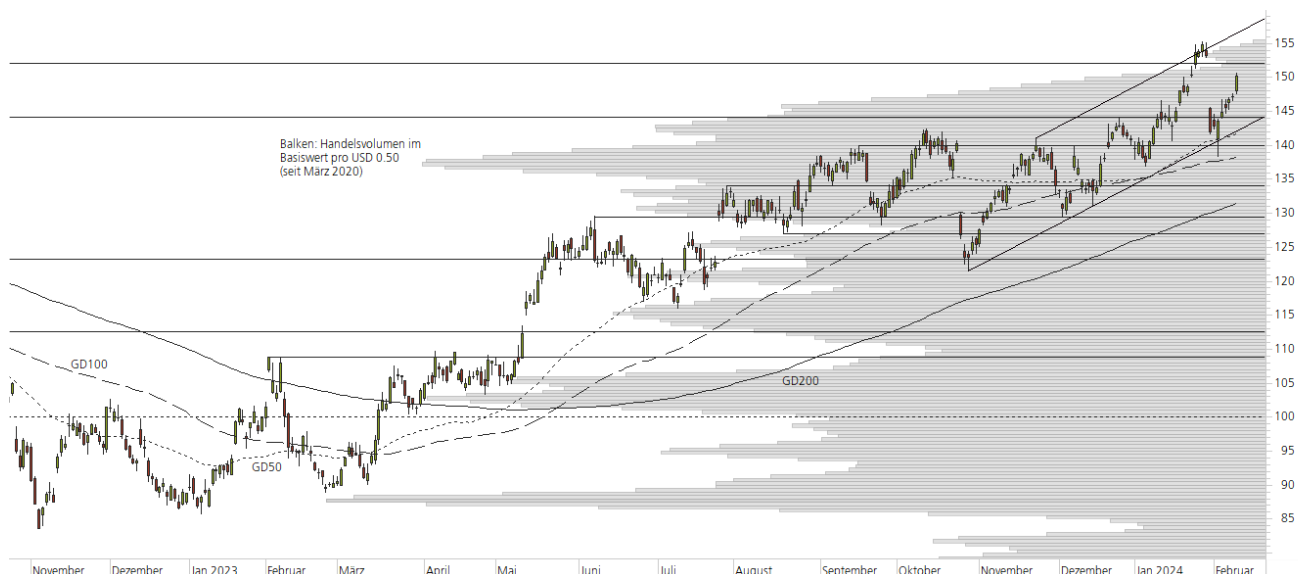 155
150
145
140
135
130
125
120
115
110
105
100
95
90
85
Balken: Handelsvolumen im
Basiswert pro USD 0.50
(seit März 2020)
GD100
GD200
GD50
November
Dezember
Jan 2023
Februar
März
April
Mai
Juni
Juli
August
September
Oktober
November
Dezember
Jan 2024
Februar